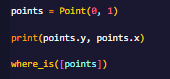 points = Point(0, 1)
print(points.y, points.x)
where_is([points])